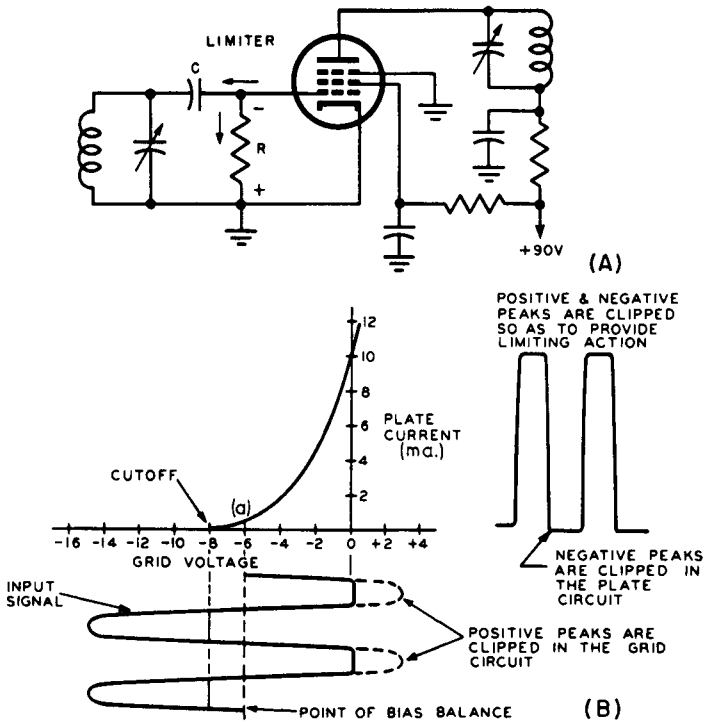 LIMITER
C
−
R
+
+90V
(A)
POSITIVE & NEGATIVE
PEAKS ARE CLIPPED
SO AS TO PROVIDE
LIMITING ACTION
12
10
8
6
4
2
PLATE
CURRENT
(ma.)
CUTOFF
(a)
-16 -14 -12 -10 -8 -6 -4 -2 0 +2 +4
GRID VOLTAGE
INPUT
SIGNAL
NEGATIVE PEAKS
ARE CLIPPED IN
THE PLATE
CIRCUIT
POSITIVE PEAKS ARE
CLIPPED IN THE GRID
CIRCUIT
POINT OF BIAS BALANCE
(B)